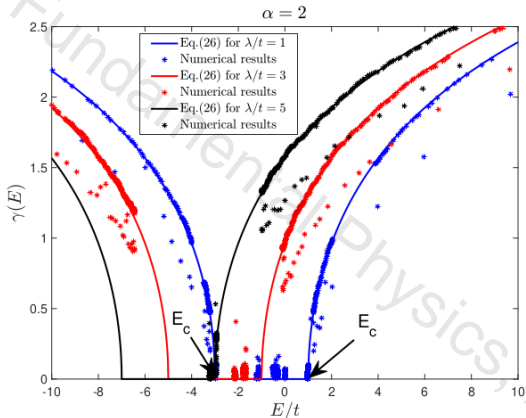 α = 2
2.5
2
1.5
1
0.5
0
γ(E)
Eq.(26) for λ/t = 1
Numerical results
Eq.(26) for λ/t = 3
Numerical results
Eq.(26) for λ/t = 5
Numerical results
E_c
E_c
-10 -8 -6 -4 -2 0 2 4 6 8 10
E/t
Fundamental Physics,